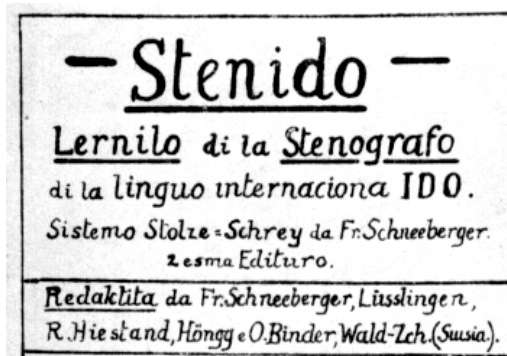 — Stenido —
Lernilo di la Stenografo
di la linguo internaciona IDO.
Sistemo Stolze=Schrey da Fr. Schneeberger.
2esma Edituro.
Redaktita da Fr. Schneeberger, Lüsslingen,
R. Hiestand, Höngg e O. Binder, Wald-Zch. (Suisia).